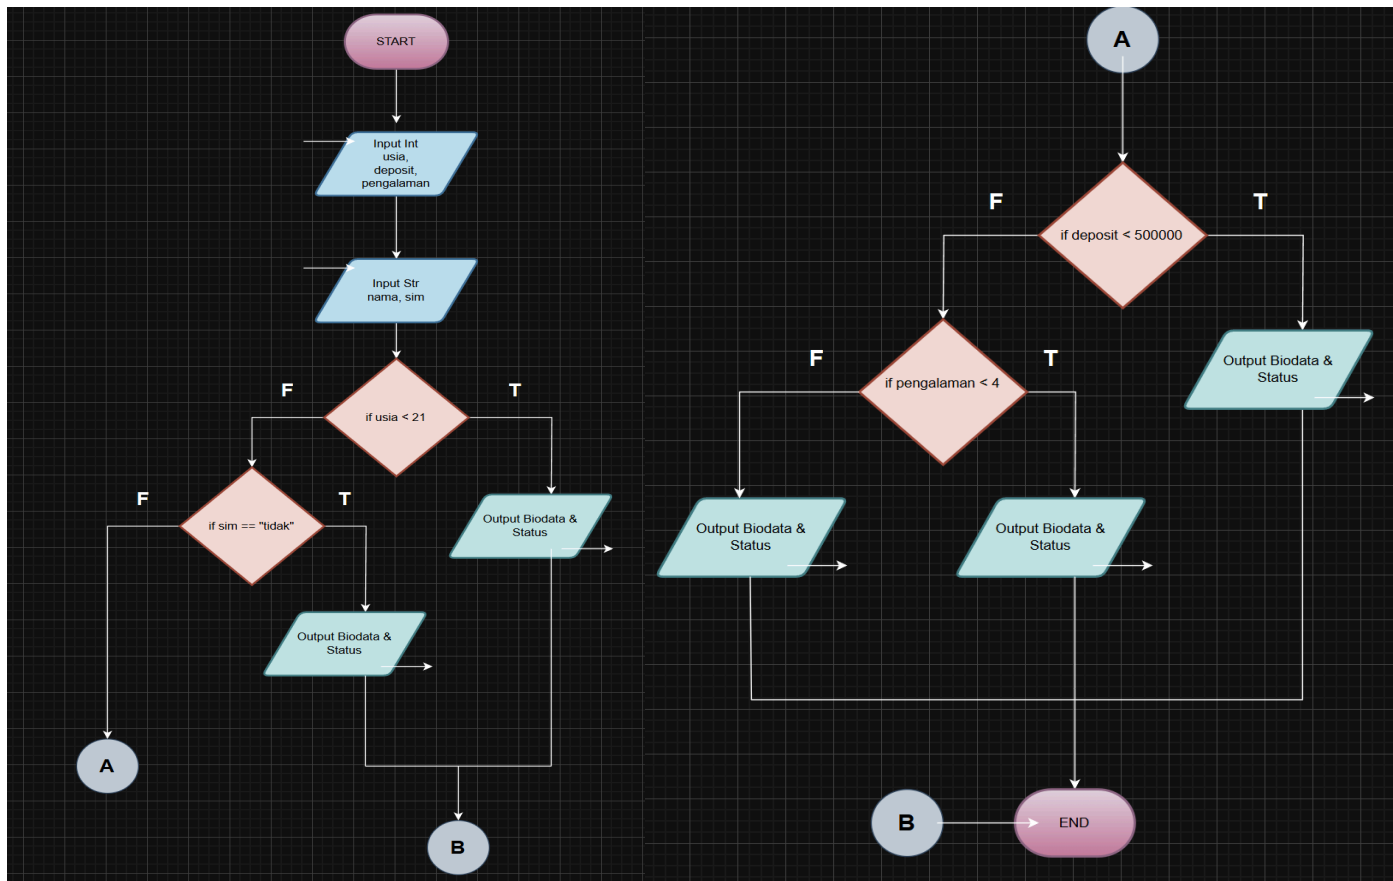 START
Input Int
usia,
deposit,
pengalaman
Input Str
nama, sim
F
T
if usia < 21
F
T
if sim == "tidak"
Output Biodata &
Status
Output Biodata &
Status
A
B
A
F
T
if deposit < 500000
F
T
if pengalaman < 4
Output Biodata &
Status
Output Biodata &
Status
Output Biodata &
Status
B
END